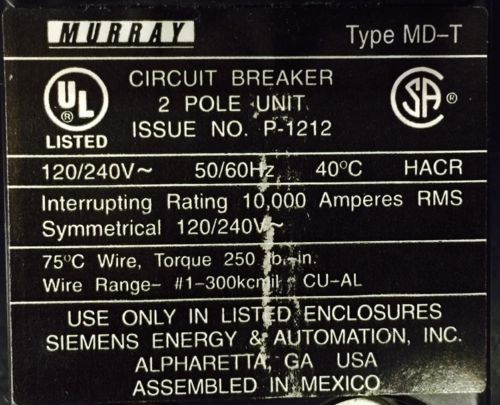 MURRAY Type MD-T
UL ® LISTED
CIRCUIT BREAKER
2 POLE UNIT
ISSUE NO. P-1212
SA ®
120/240V~ 50/60Hz 40°C HACR
Interrupting Rating 10,000 Amperes RMS
Symmetrical 120/240V~
75°C Wire, Torque 250 lb.-in.
Wire Range- #1-300kcmil CU-AL
USE ONLY IN LISTED ENCLOSURES
SIEMENS ENERGY & AUTOMATION, INC.
ALPHARETTA, GA USA
ASSEMBLED IN MEXICO